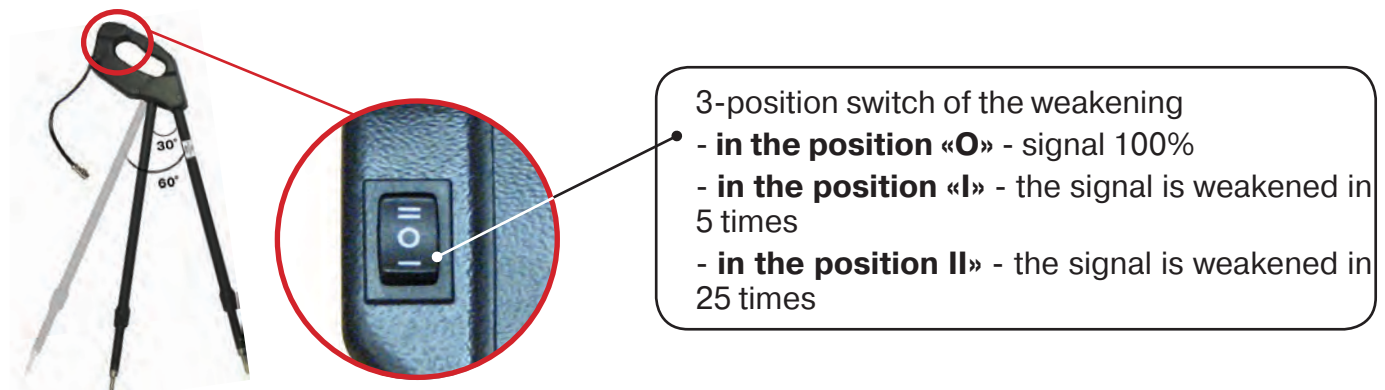 30°
60°
=
O
–
3-position switch of the weakening
- in the position «O» - signal 100%
- in the position «I» - the signal is weakened in
5 times
- in the position II» - the signal is weakened in
25 times